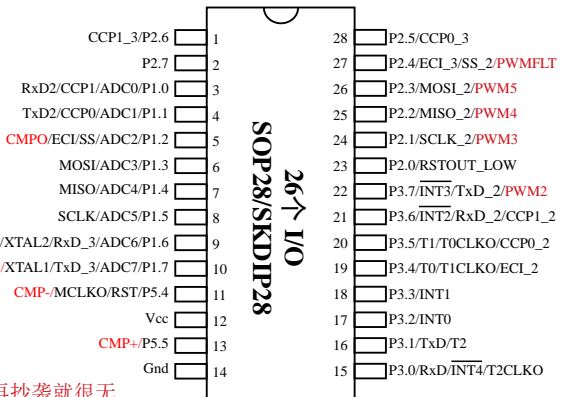 CCP1_3/P2.6 1 28 P2.5/CCP0_3
P2.7 2 27 P2.4/ECI_3/SS_2/PWMFLT
RxD2/CCP1/ADC0/P1.0 3 26 P2.3/MOSI_2/PWM5
TxD2/CCP0/ADC1/P1.1 4 25 P2.2/MISO_2/PWM4
CMPO/ECI/SS/ADC2/P1.2 5 24 P2.1/SCLK_2/PWM3
MOSI/ADC3/P1.3 6 23 P2.0/RSTOUT_LOW
MISO/ADC4/P1.4 7 22 P3.7/INT3/TxD_2/PWM2
SCLK/ADC5/P1.5 8 21 P3.6/INT2/RxD_2/CCP1_2
/XTAL2/RxD_3/ADC6/P1.6 9 20 P3.5/T1/T0CLKO/CCP0_2
/XTAL1/TxD_3/ADC7/P1.7 10 19 P3.4/T0/T1CLKO/ECI_2
CMP-/MCLKO/RST/P5.4 11 18 P3.3/INT1
Vcc 12 17 P3.2/INT0
CMP+/P5.5 13 16 P3.1/TxD/T2
Gnd 14 15 P3.0/RxD/INT4/T2CLKO
26个 I/O
SOP28/SKDIP28
抄袭就很无